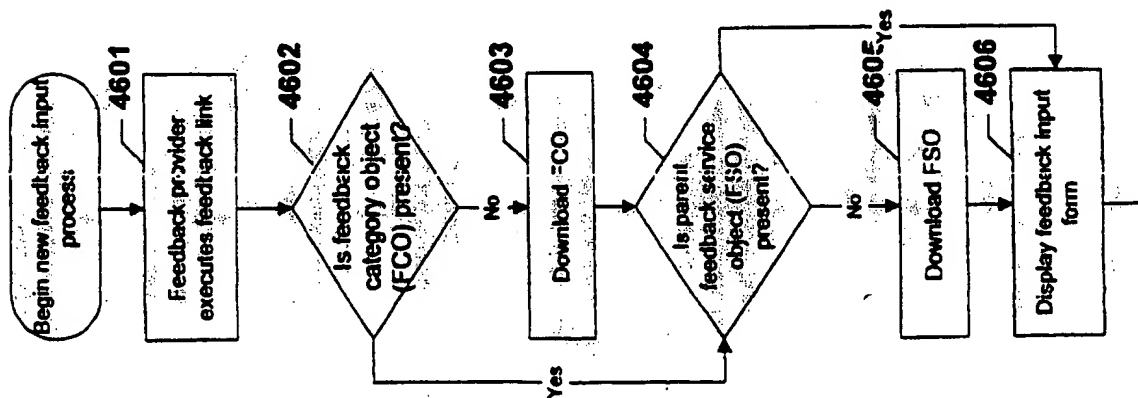 Begin new feedback input
process
4601
Feedback provider
executes feedback link
4602
Is feedback
category object
(FCO) present?
Yes
No
4603
Download FCO
4604
Is parent
feedback service
object (FSO)
present?
Yes
No
4605
Download FSO
4606
Display feedback input
form